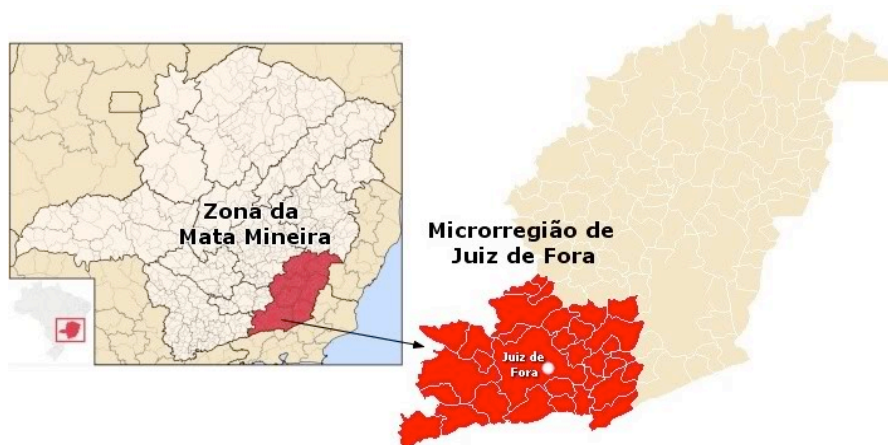 Zona da
Mata Mineira
Microrregião de
Juiz de Fora
Juiz de
Fora